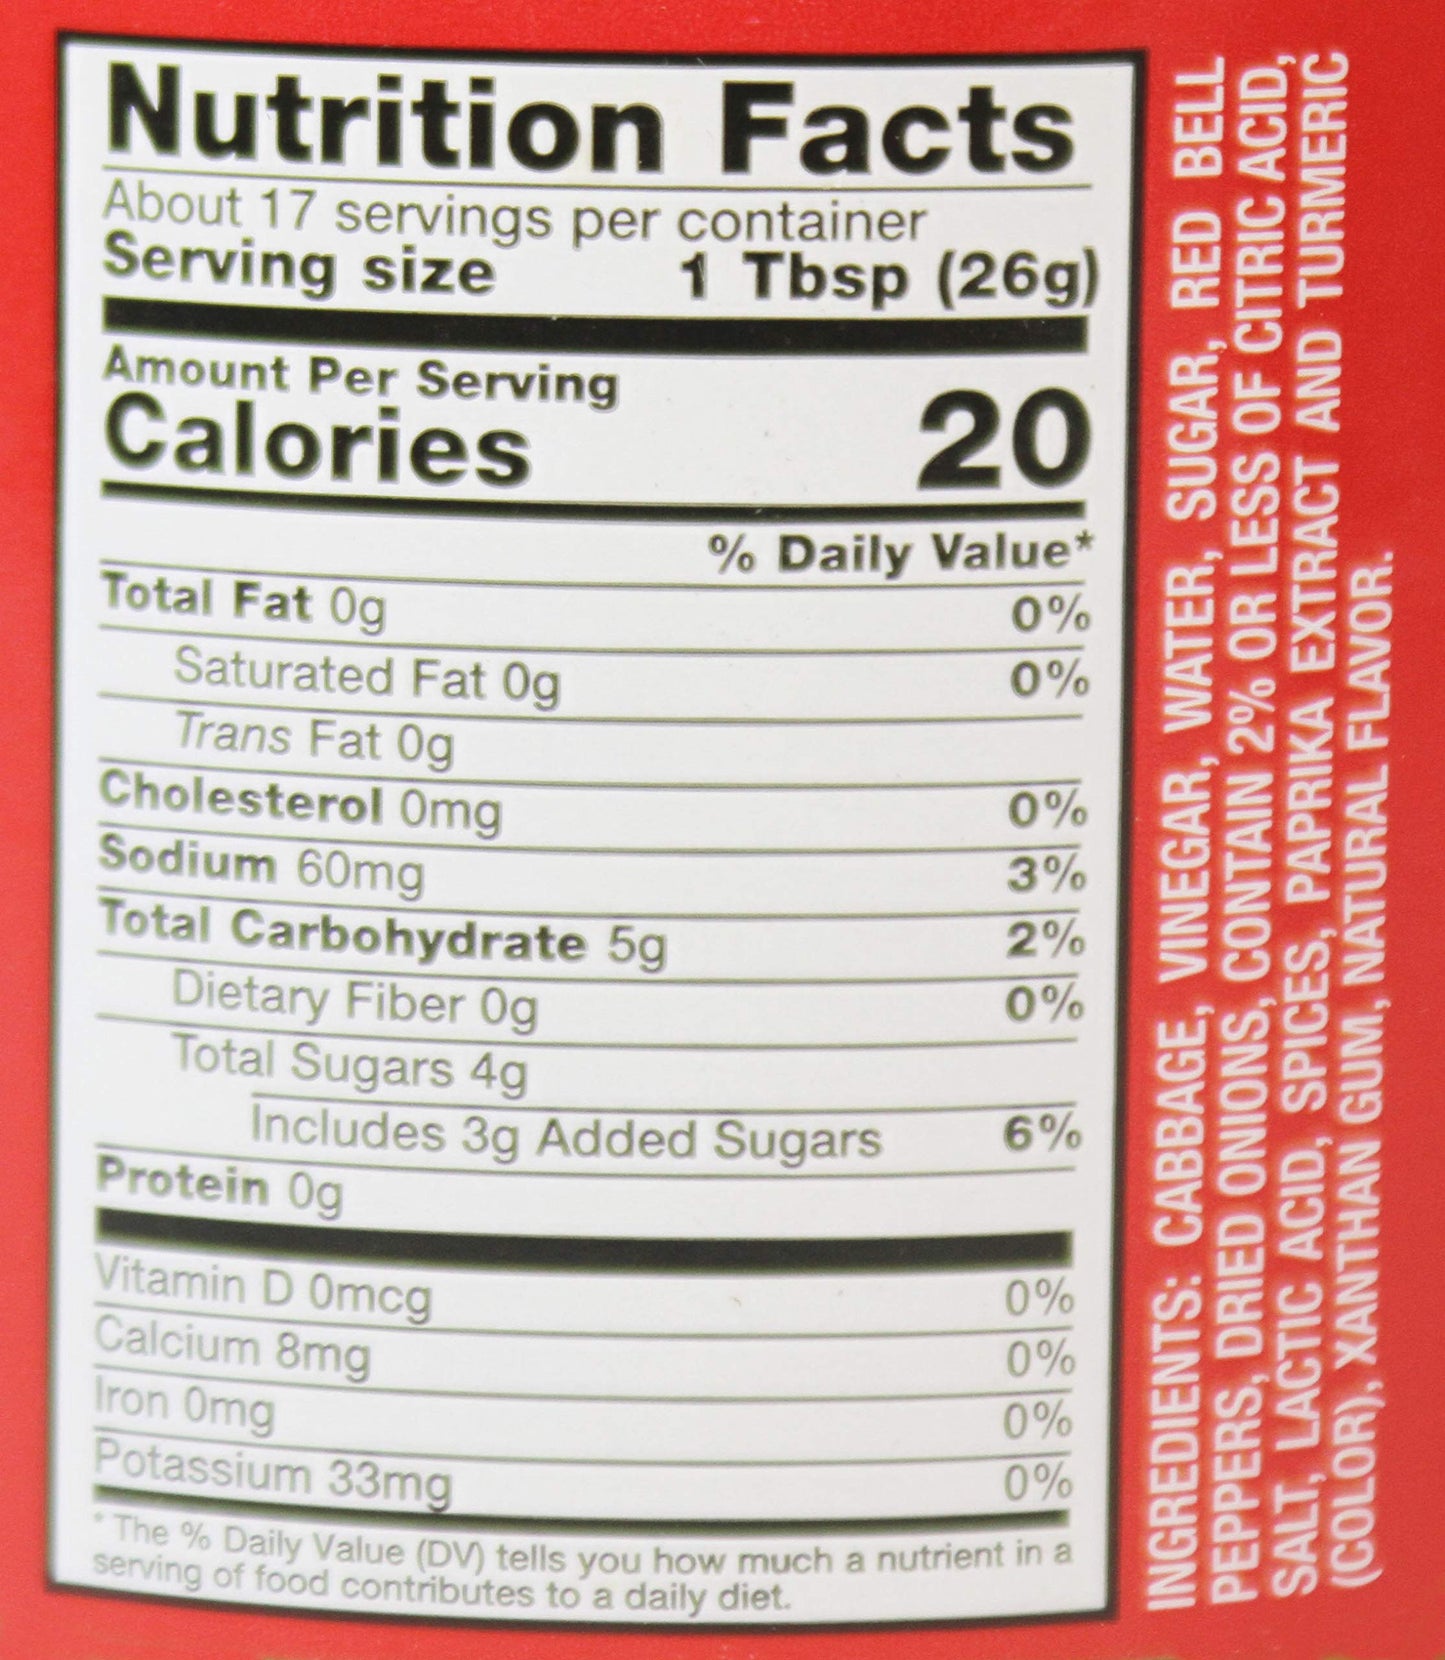 Nutrition Facts
About 17 servings per container
Serving size 1 Tbsp (26g)
Amount Per Serving
Calories 20
% Daily Value*
Total Fat 0g 0%
Saturated Fat 0g 0%
Trans Fat 0g
Cholesterol 0mg 0%
Sodium 60mg 3%
Total Carbohydrate 5g 2%
Dietary Fiber 0g 0%
Total Sugars 4g
Includes 3g Added Sugars 6%
Protein 0g
Vitamin D 0mcg 0%
Calcium 8mg 0%
Iron 0mg 0%
Potassium 33mg 0%
* The % Daily Value (DV) tells you how much a nutrient in a
serving of food contributes to a daily diet.
INGREDIENTS: CABBAGE, VINEGAR, WATER, SUGAR, RED BELL
PEPPERS, DRIED ONIONS, CONTAIN 2% OR LESS OF CITRIC ACID,
SALT, LACTIC ACID, SPICES, PAPRIKA EXTRACT AND TURMERIC
(COLOR), XANTHAN GUM, NATURAL FLAVOR.